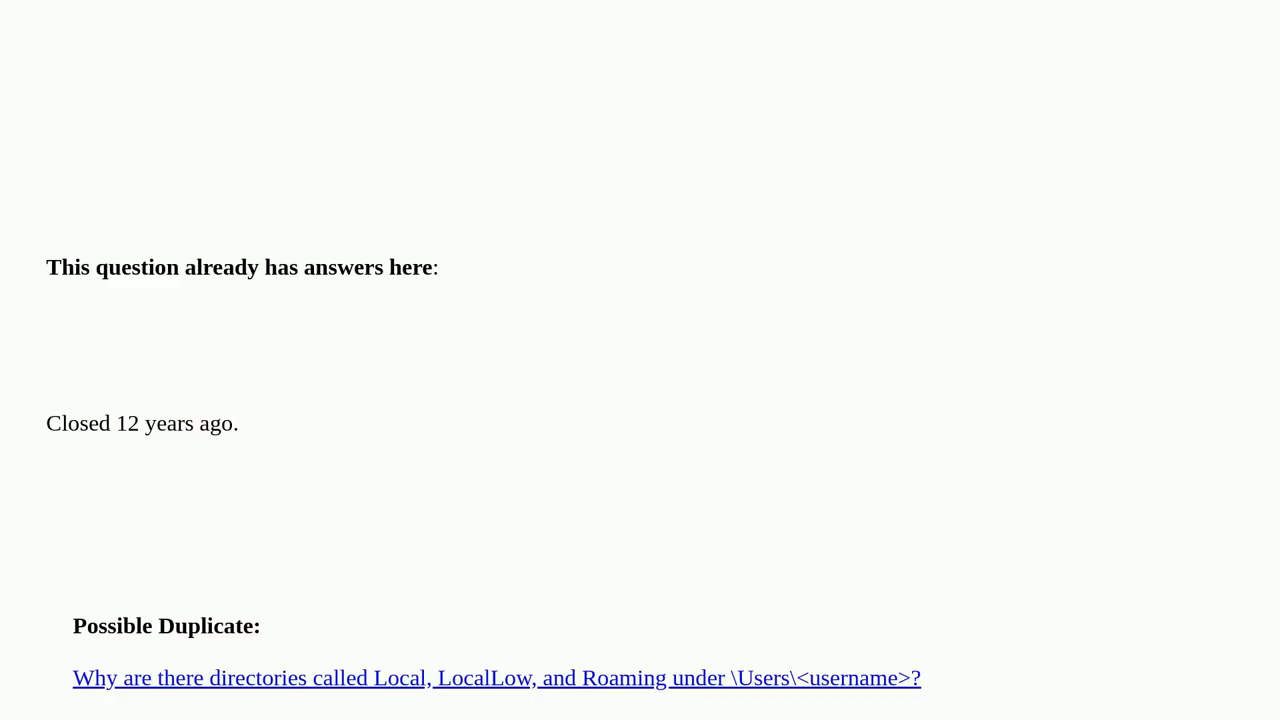 This question already has answers here:
Closed 12 years ago.
Possible Duplicate:
Why are there directories called Local, LocalLow, and Roaming under \Users\<username>?